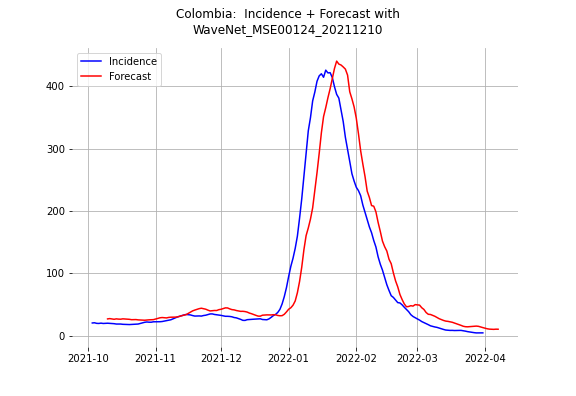 Colombia:  Incidence + Forecast with
WaveNet_MSE00124_20211210
Incidence
Forecast
400
300
200
100
0
2021-10 2021-11 2021-12 2022-01 2022-02 2022-03 2022-04